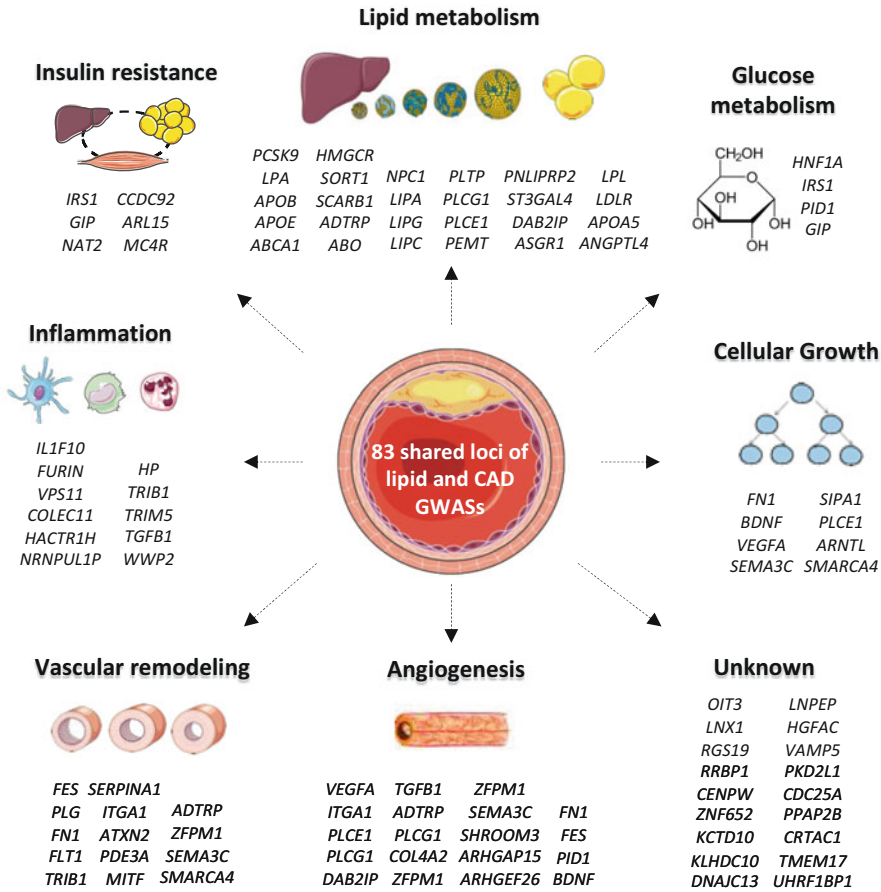 Lipid metabolism
PCSK9 HMGCR
LPA SORT1 NPC1 PLTP PNLIPRP2 LPL
APOB SCARB1 LIPA PLCG1 ST3GAL4 LDLR
APOE ADTRP LIPG PLCE1 DAB2IP APOA5
ABCA1 ABO LIPC PEMT ASGR1 ANGPTL4
Insulin resistance
IRS1 CCDC92
GIP ARL15
NAT2 MC4R
Glucose
metabolism
CH₂OH
O
OH
OH
OH
OH
HNF1A
IRS1
PID1
GIP
Inflammation
IL1F10
FURIN HP
VPS11 TRIB1
COLEC11 TRIM5
HACTR1H TGFB1
NRNPUL1P WWP2
83 shared loci of
lipid and CAD
GWASs
Cellular Growth
FN1 SIPA1
BDNF PLCE1
VEGFA ARNTL
SEMA3C SMARCA4
Vascular remodeling
FES SERPINA1
PLG ITGA1 ADTRP
FN1 ATXN2 ZFPM1
FLT1 PDE3A SEMA3C
TRIB1 MITF SMARCA4
Angiogenesis
VEGFA TGFB1 ZFPM1
ITGA1 ADTRP SEMA3C FN1
PLCE1 PLCG1 SHROOM3 FES
PLCG1 COL4A2 ARHGAP15 PID1
DAB2IP ZFPM1 ARHGEF26 BDNF
Unknown
OIT3 LNPEP
LNX1 HGFAC
RGS19 VAMP5
RRBP1 PKD2L1
CENPW CDC25A
ZNF652 PPAP2B
KCTD10 CRTAC1
KLHDC10 TMEM17
DNAJC13 UHRF1BP1